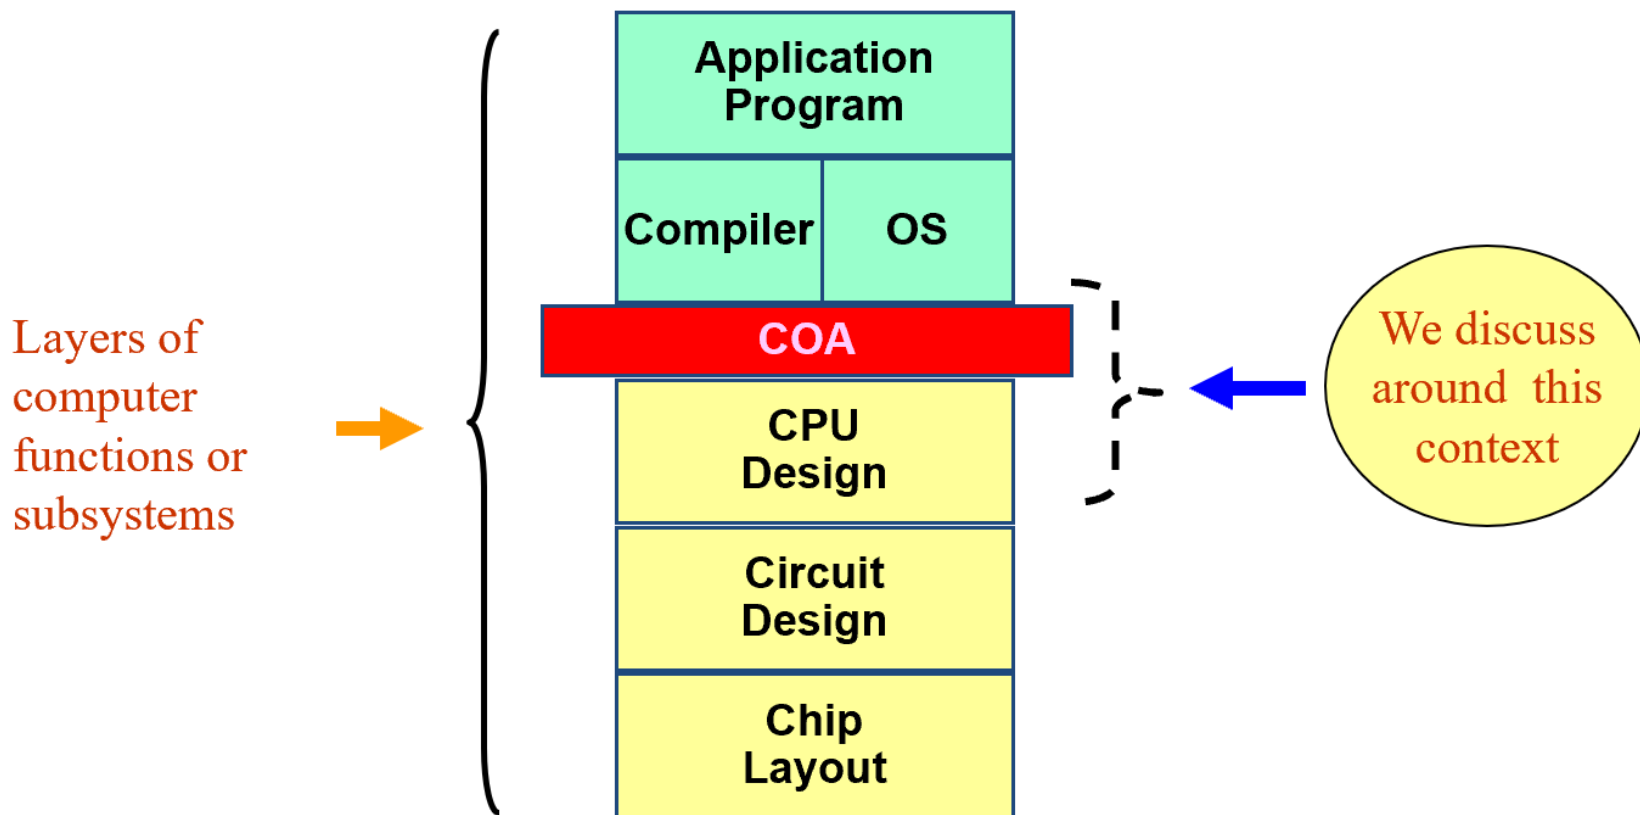 Application
Program
Compiler
OS
COA
CPU
Design
Circuit
Design
Chip
Layout
Layers of
computer
functions or
subsystems
We discuss
around this
context